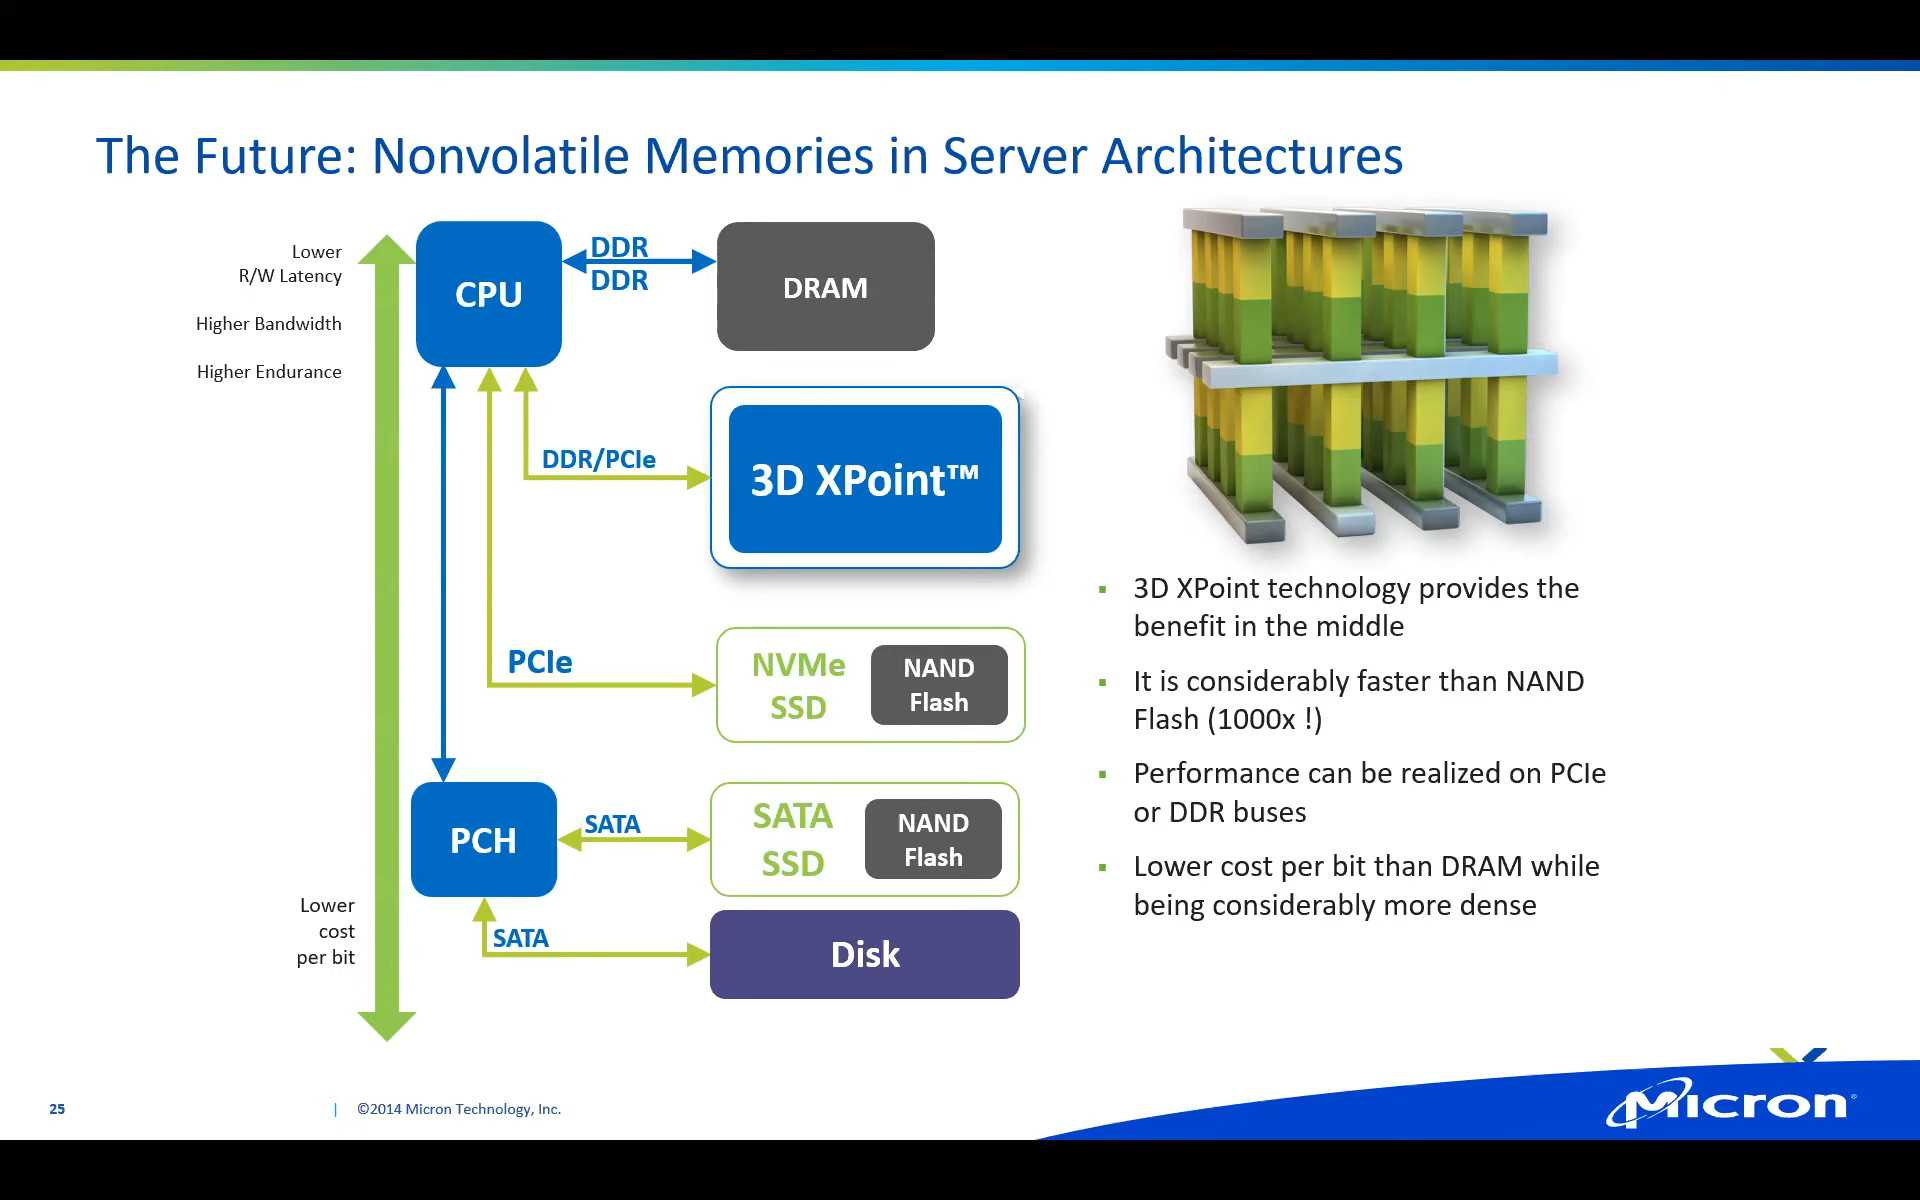 The Future: Nonvolatile Memories in Server Architectures
Lower
R/W Latency
Higher Bandwidth
Higher Endurance
CPU
DDR
DDR
DRAM
DDR/PCIe
3D XPoint™
PCIe
NVMe
SSD
NAND
Flash
PCH
SATA
SATA
SSD
NAND
Flash
Lower
cost
per bit
SATA
Disk
▪ 3D XPoint technology provides the
benefit in the middle
▪ It is considerably faster than NAND
Flash (1000x !)
▪ Performance can be realized on PCIe
or DDR buses
▪ Lower cost per bit than DRAM while
being considerably more dense
25
| ©2014 Micron Technology, Inc.
Micron